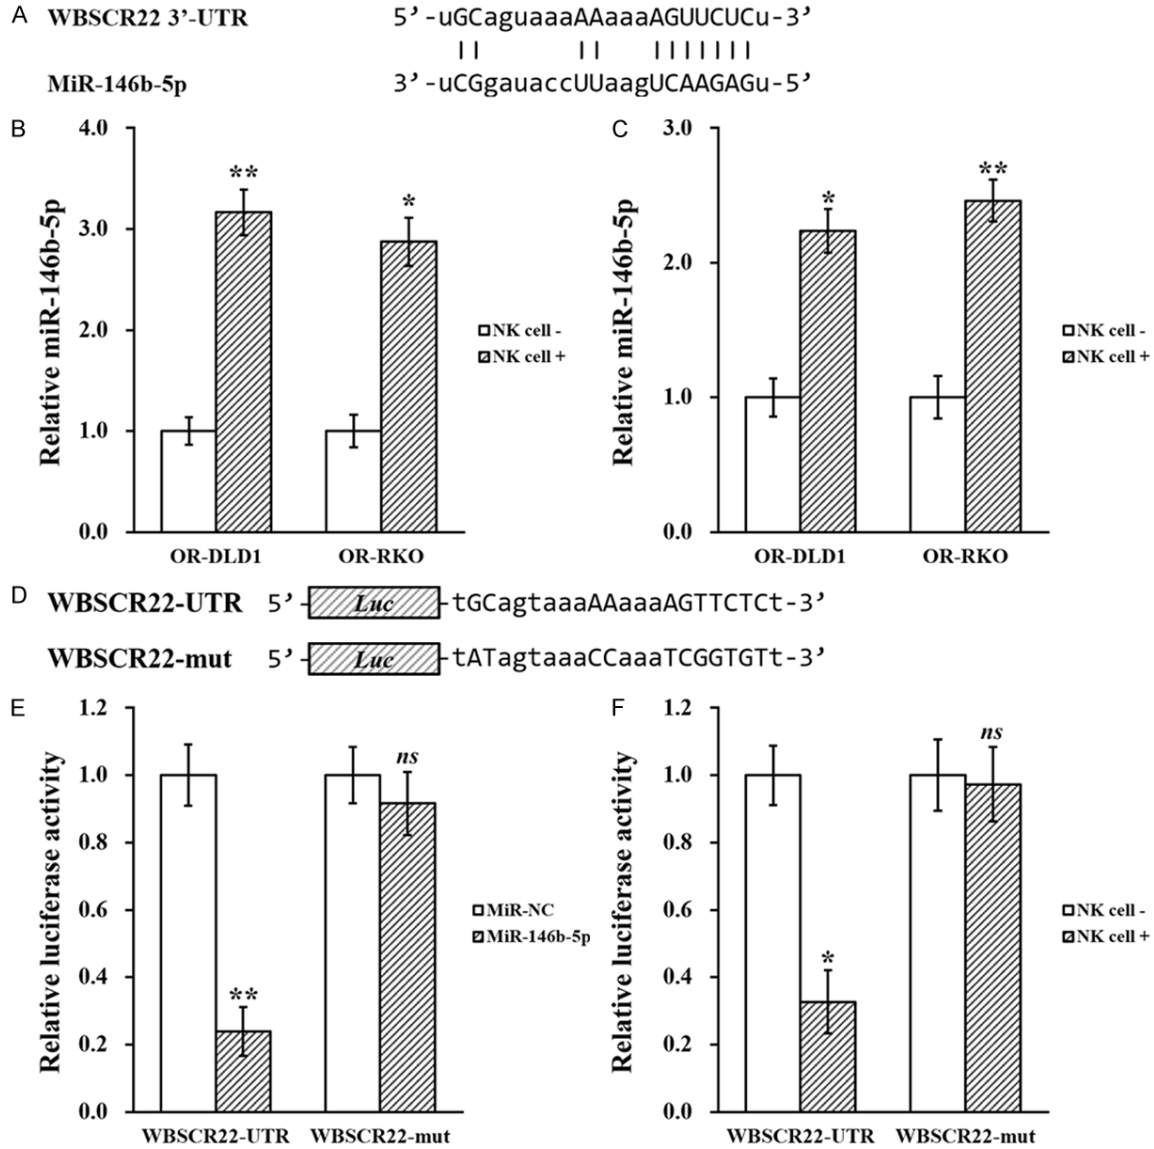 A WBSCR22 3’-UTR 5’-uGCaguaaaAAaaaAGUUCUCu-3’
MiR-146b-5p 3’-uCGgauaccUUaagUCAAGAGu-5’
B
Relative miR-146b-5p
4.0
3.0
2.0
1.0
0.0
**
*
OR-DLD1 OR-RKO
NK cell -
NK cell +
C
Relative miR-146b-5p
3.0
2.0
1.0
0.0
*
**
OR-DLD1 OR-RKO
NK cell -
NK cell +
D WBSCR22-UTR 5’- Luc -tGCagtaaaAAaaaAGTTCTCt-3’
WBSCR22-mut 5’- Luc -tATagtaaaCCaaaTCGGTGTt-3’
E
Relative luciferase activity
1.2
1.0
0.8
0.6
0.4
0.2
0.0
**
ns
WBSCR22-UTR WBSCR22-mut
MiR-NC
MiR-146b-5p
F
Relative luciferase activity
1.2
1.0
0.8
0.6
0.4
0.2
0.0
*
ns
WBSCR22-UTR WBSCR22-mut
NK cell -
NK cell +